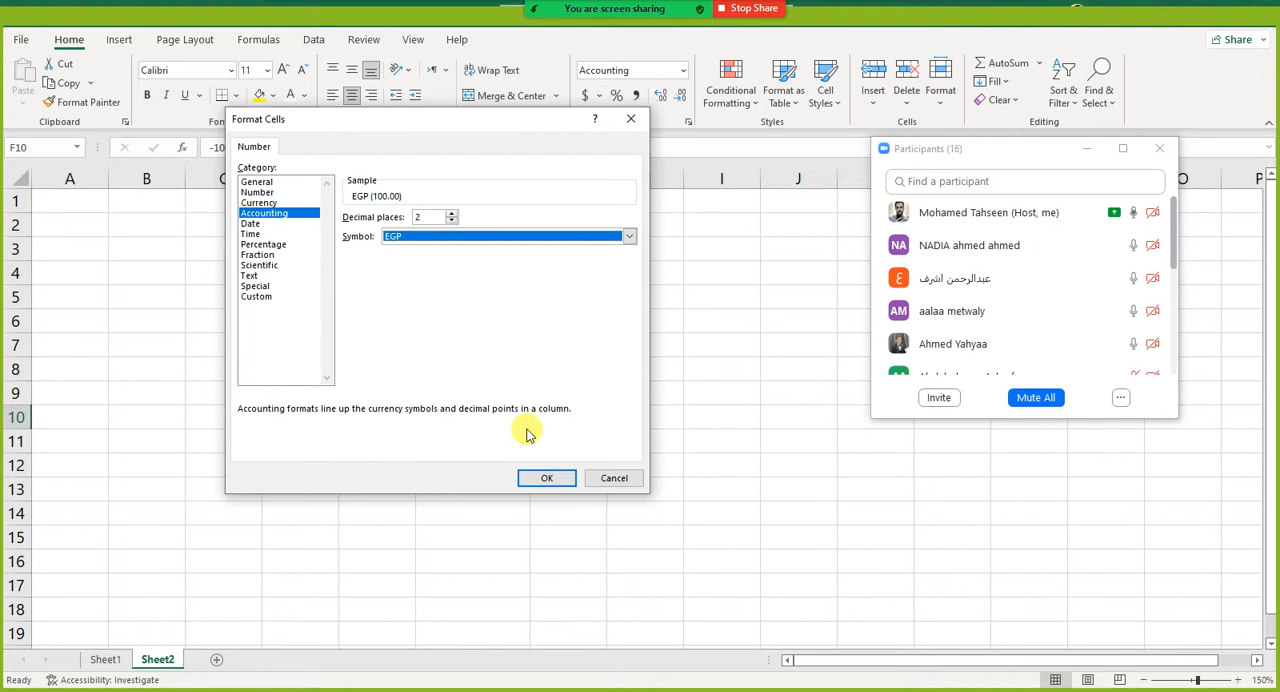 You are screen sharing
Stop Share
File Home Insert Page Layout Formulas Data Review View Help
Share
Paste
Cut
Copy
Format Painter
Clipboard
Calibri 11
B I U
Wrap Text
Merge & Center
Accounting
$ %
Conditional Formatting
Format as Table
Cell Styles
Styles
Insert Delete Format
Cells
AutoSum
Fill
Clear
Sort & Filter
Find & Select
Editing
F10
fx
A B I J O P
1
2
3
4
5
6
7
8
9
10
11
12
13
14
15
16
17
18
19
Format Cells
?
Number
Category:
General
Number
Currency
Accounting
Date
Time
Percentage
Fraction
Scientific
Text
Special
Custom
Sample
EGP (100.00)
Decimal places: 2
Symbol: EGP
Accounting formats line up the currency symbols and decimal points in a column.
OK Cancel
Participants (16)
Find a participant
Mohamed Tahseen (Host, me)
NA NADIA ahmed ahmed
ع عبدالرحمن اشرف
AM aalaa metwaly
Ahmed Yahyaa
Invite Mute All ...
Sheet1 Sheet2
Ready Accessibility: Investigate
150%